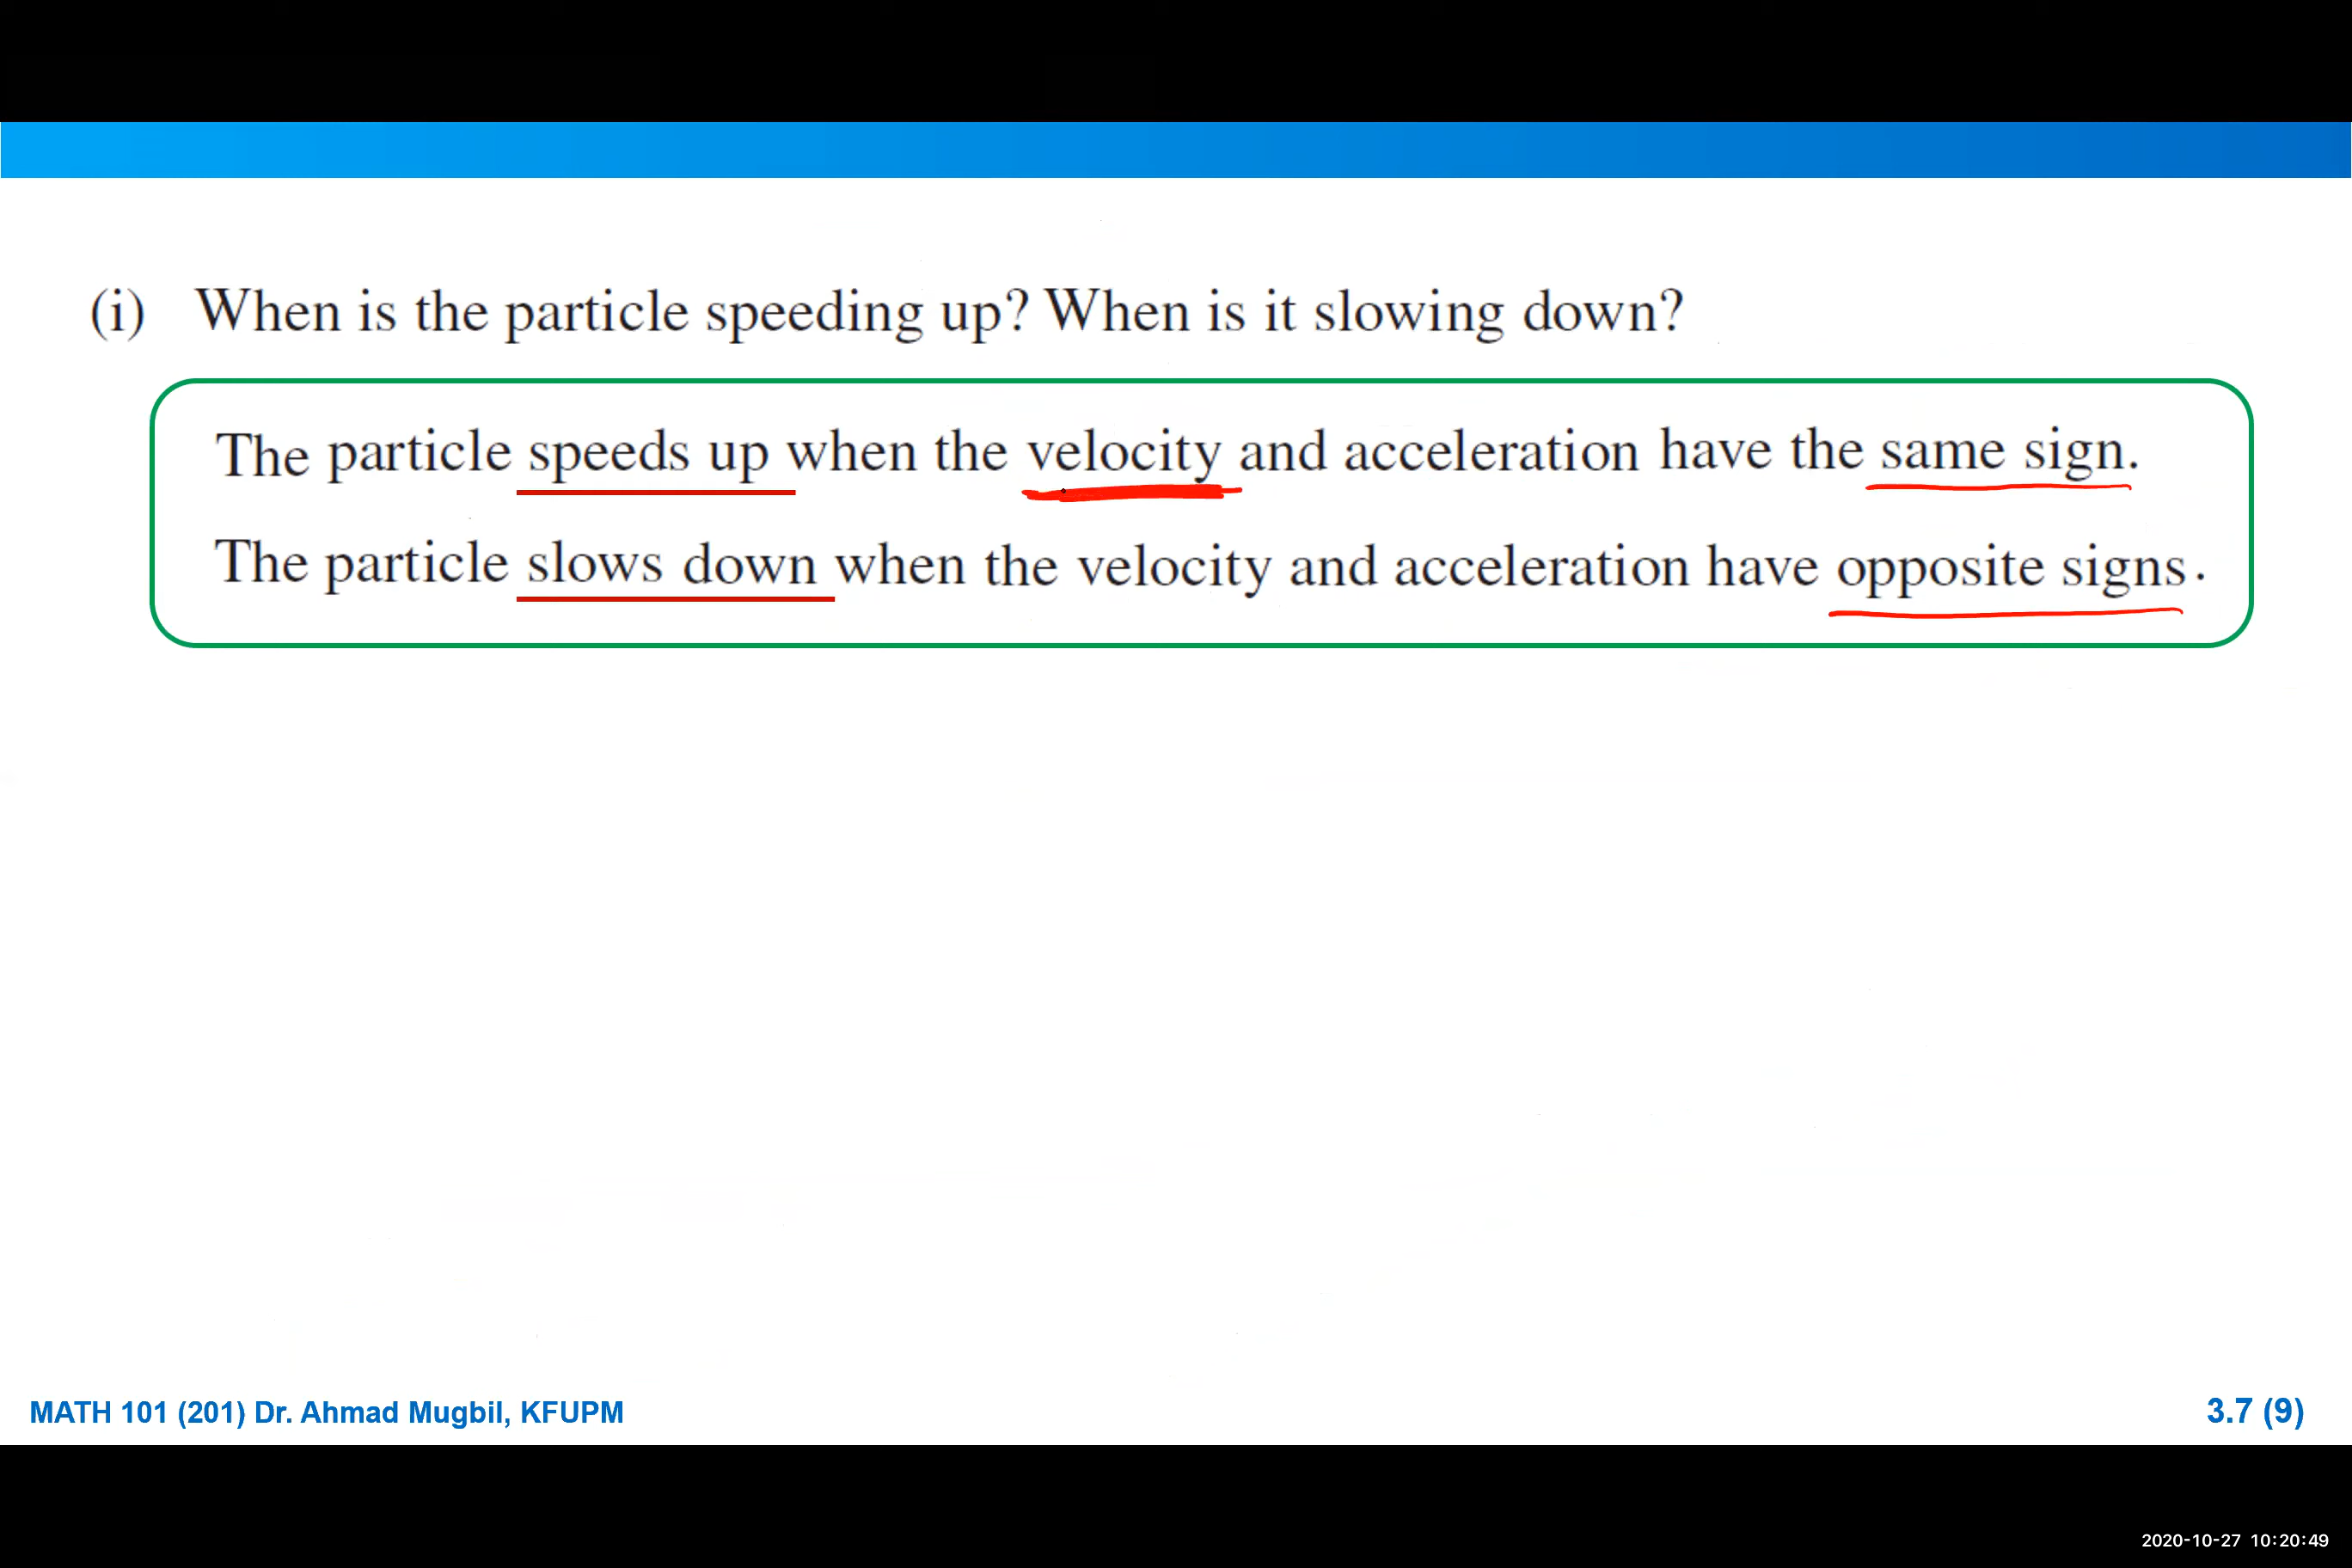 (i) When is the particle speeding up? When is it slowing down?
The particle speeds up when the velocity and acceleration have the same sign.
The particle slows down when the velocity and acceleration have opposite signs.
MATH 101 (201) Dr. Ahmad Mugbil, KFUPM
3.7 (9)
2020-10-27 10:20:49